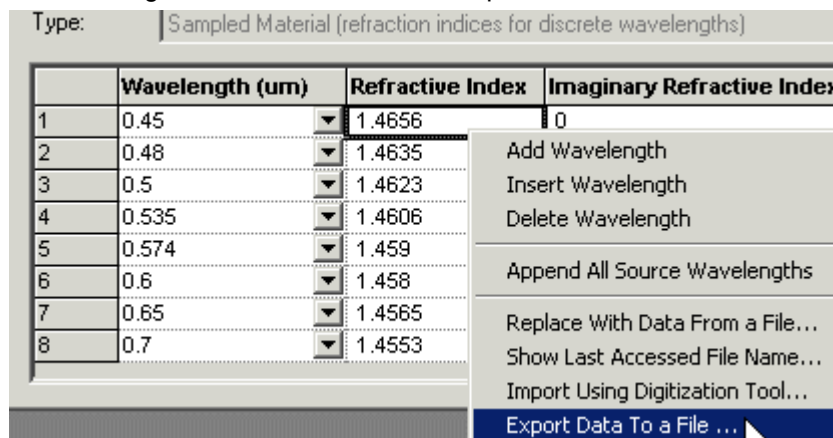 Type: Sampled Material (refraction indices for discrete wavelengths)
Wavelength (um) Refractive Index Imaginary Refractive Index
1 0.45 1.4656 0
2 0.48 1.4635
3 0.5 1.4623
4 0.535 1.4606
5 0.574 1.459
6 0.6 1.458
7 0.65 1.4565
8 0.7 1.4553
Add Wavelength
Insert Wavelength
Delete Wavelength
Append All Source Wavelengths
Replace With Data From a File...
Show Last Accessed File Name...
Import Using Digitization Tool...
Export Data To a File ...